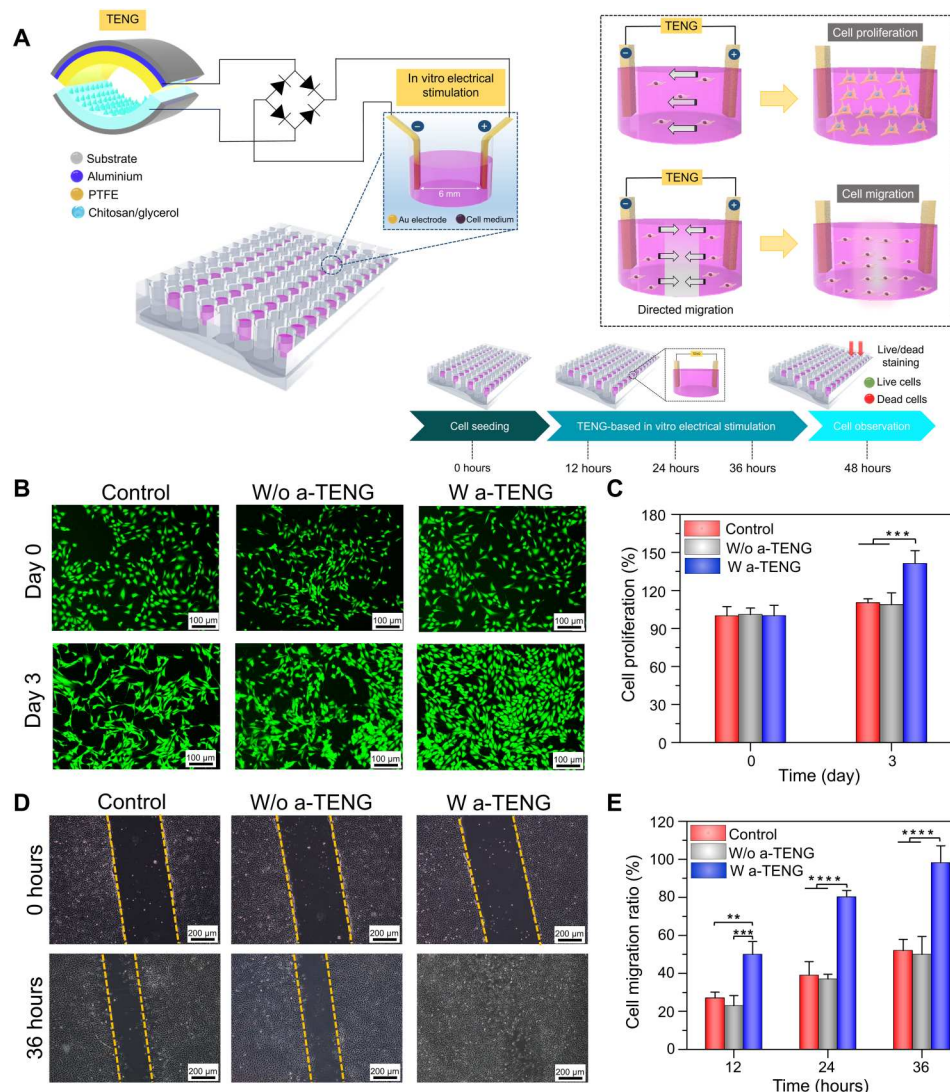 A
TENG
Substrate
Aluminium
PTFE
Chitosan/glycerol
In vitro electrical
stimulation
−
+
6 mm
Au electrode
Cell medium
TENG
−
+
Cell proliferation
TENG
−
+
Cell migration
Directed migration
Live/dead
staining
Live cells
Dead cells
Cell seeding
TENG-based in vitro electrical stimulation
Cell observation
0 hours
12 hours
24 hours
36 hours
48 hours
B
Control
W/o a-TENG
W a-TENG
Day 0
100 µm
100 µm
100 µm
Day 3
100 µm
100 µm
100 µm
C
Cell proliferation (%)
180
150
120
90
60
30
0
Control
W/o a-TENG
W a-TENG
***
0
3
Time (day)
D
Control
W/o a-TENG
W a-TENG
0 hours
200 µm
200 µm
200 µm
36 hours
200 µm
200 µm
200 µm
E
Cell migration ratio (%)
120
100
80
60
40
20
0
Control
W/o a-TENG
W a-TENG
**
***
****
****
12
24
36
Time (hours)